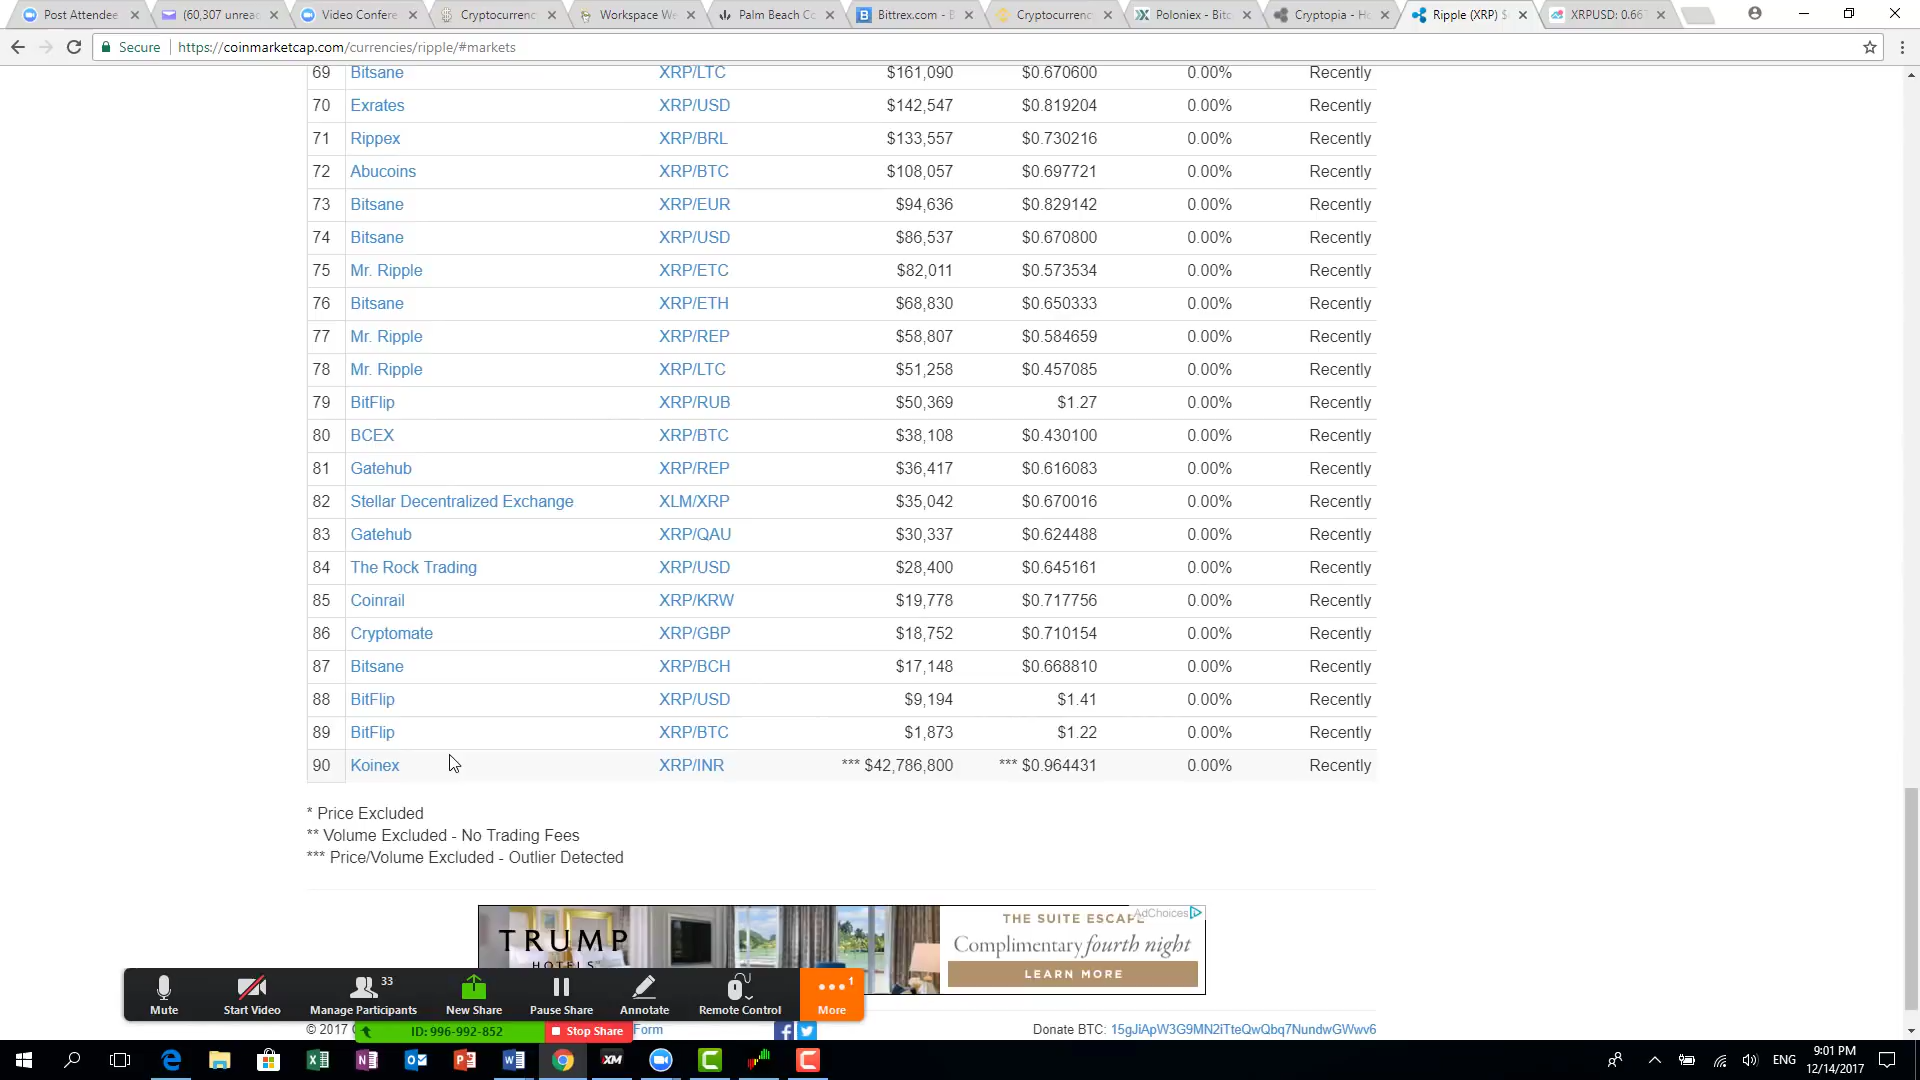 Post Attendee
(60,307 unrea
Video Confere
Cryptocurrenc
Workspace We
Palm Beach Co
Bittrex.com - B
Cryptocurrenc
Poloniex - Bitc
Cryptopia - Ho
Ripple (XRP) $
XRPUSD: 0.667
Secure https://coinmarketcap.com/currencies/ripple/#markets
69 Bitsane XRP/LTC $161,090 $0.670600 0.00% Recently
70 Exrates XRP/USD $142,547 $0.819204 0.00% Recently
71 Rippex XRP/BRL $133,557 $0.730216 0.00% Recently
72 Abucoins XRP/BTC $108,057 $0.697721 0.00% Recently
73 Bitsane XRP/EUR $94,636 $0.829142 0.00% Recently
74 Bitsane XRP/USD $86,537 $0.670800 0.00% Recently
75 Mr. Ripple XRP/ETC $82,011 $0.573534 0.00% Recently
76 Bitsane XRP/ETH $68,830 $0.650333 0.00% Recently
77 Mr. Ripple XRP/REP $58,807 $0.584659 0.00% Recently
78 Mr. Ripple XRP/LTC $51,258 $0.457085 0.00% Recently
79 BitFlip XRP/RUB $50,369 $1.27 0.00% Recently
80 BCEX XRP/BTC $38,108 $0.430100 0.00% Recently
81 Gatehub XRP/REP $36,417 $0.616083 0.00% Recently
82 Stellar Decentralized Exchange XLM/XRP $35,042 $0.670016 0.00% Recently
83 Gatehub XRP/QAU $30,337 $0.624488 0.00% Recently
84 The Rock Trading XRP/USD $28,400 $0.645161 0.00% Recently
85 Coinrail XRP/KRW $19,778 $0.717756 0.00% Recently
86 Cryptomate XRP/GBP $18,752 $0.710154 0.00% Recently
87 Bitsane XRP/BCH $17,148 $0.668810 0.00% Recently
88 BitFlip XRP/USD $9,194 $1.41 0.00% Recently
89 BitFlip XRP/BTC $1,873 $1.22 0.00% Recently
90 Koinex XRP/INR *** $42,786,800 *** $0.964431 0.00% Recently
* Price Excluded
** Volume Excluded - No Trading Fees
*** Price/Volume Excluded - Outlier Detected
TRUMP
HOTELS
THE SUITE ESCAPE
AdChoices
Complimentary fourth night
LEARN MORE
33
1
Mute
Start Video
Manage Participants
New Share
Pause Share
Annotate
Remote Control
More
© 2017
ID: 996-992-852
Stop Share
Form
Donate BTC: 15gJiApW3G9MN2iTteQwQbq7NundwGWwv6
XM
ENG
9:01 PM
12/14/2017